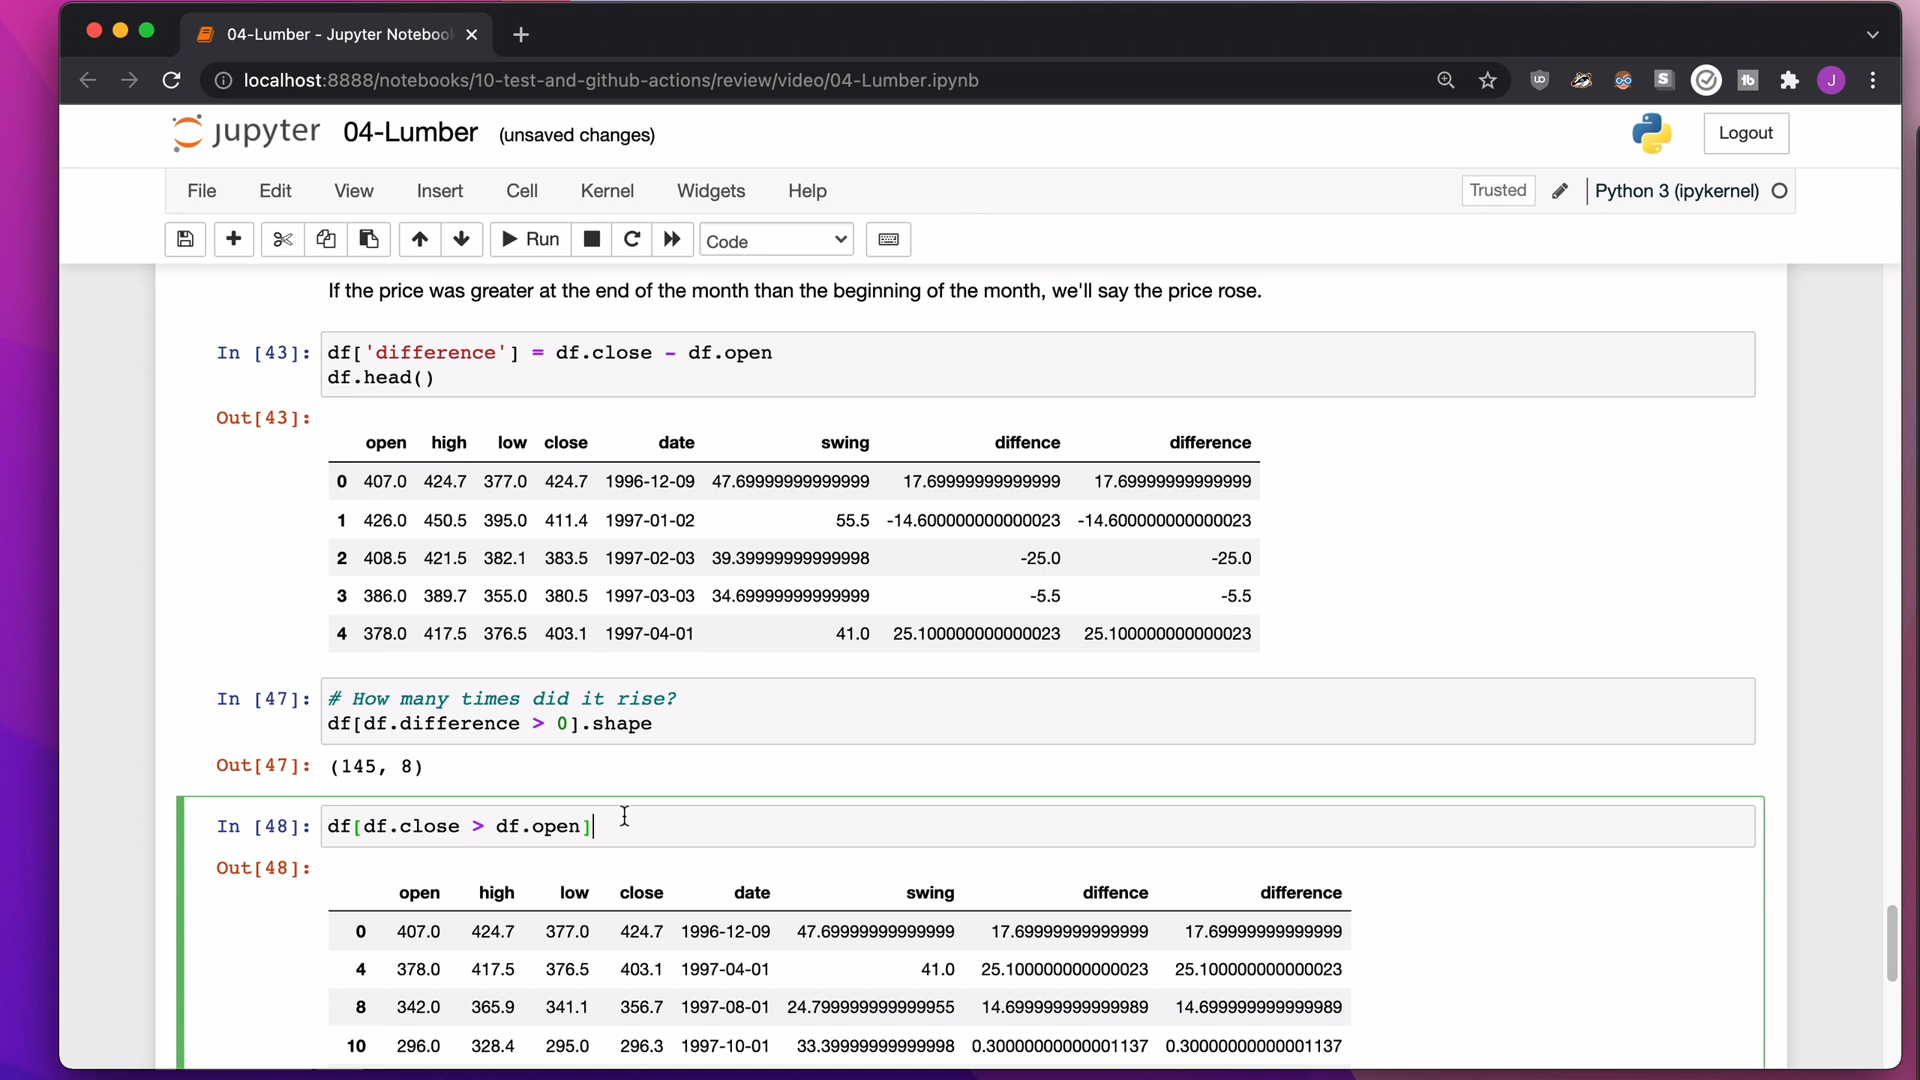 04-Lumber - Jupyter Notebook
localhost:8888/notebooks/10-test-and-github-actions/review/video/04-Lumber.ipynb
J
jupyter 04-Lumber (unsaved changes)
Logout
File Edit View Insert Cell Kernel Widgets Help
Trusted Python 3 (ipykernel)
Run Code
If the price was greater at the end of the month than the beginning of the month, we'll say the price rose.
In [43]: df['difference'] = df.close - df.open
df.head()
Out[43]:
open high low close date swing diffence difference
0 407.0 424.7 377.0 424.7 1996-12-09 47.69999999999999 17.69999999999999 17.69999999999999
1 426.0 450.5 395.0 411.4 1997-01-02 55.5 -14.600000000000023 -14.600000000000023
2 408.5 421.5 382.1 383.5 1997-02-03 39.39999999999998 -25.0 -25.0
3 386.0 389.7 355.0 380.5 1997-03-03 34.69999999999999 -5.5 -5.5
4 378.0 417.5 376.5 403.1 1997-04-01 41.0 25.100000000000023 25.100000000000023
In [47]: # How many times did it rise?
df[df.difference > 0].shape
Out[47]: (145, 8)
In [48]: df[df.close > df.open]
Out[48]:
open high low close date swing diffence difference
0 407.0 424.7 377.0 424.7 1996-12-09 47.69999999999999 17.69999999999999 17.69999999999999
4 378.0 417.5 376.5 403.1 1997-04-01 41.0 25.100000000000023 25.100000000000023
8 342.0 365.9 341.1 356.7 1997-08-01 24.799999999999955 14.699999999999989 14.699999999999989
10 296.0 328.4 295.0 296.3 1997-10-01 33.39999999999998 0.30000000000001137 0.30000000000001137